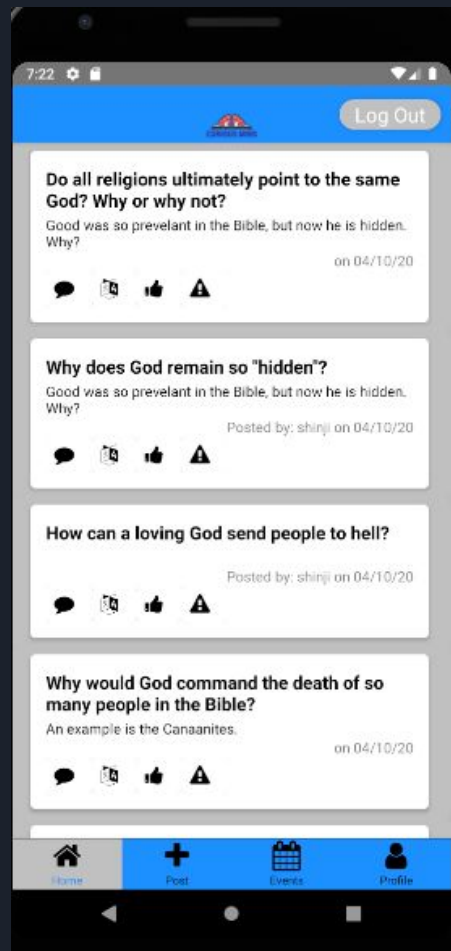 7:22
CURIOUS MIND
Log Out
Do all religions ultimately point to the same
God? Why or why not?
Good was so prevelant in the Bible, but now he is hidden.
Why?
on 04/10/20
Why does God remain so "hidden"?
Good was so prevelant in the Bible, but now he is hidden.
Why?
Posted by: shinji on 04/10/20
How can a loving God send people to hell?
Posted by: shinji on 04/10/20
Why would God command the death of so
many people in the Bible?
An example is the Canaanites.
on 04/10/20
Home
Post
Events
Profile